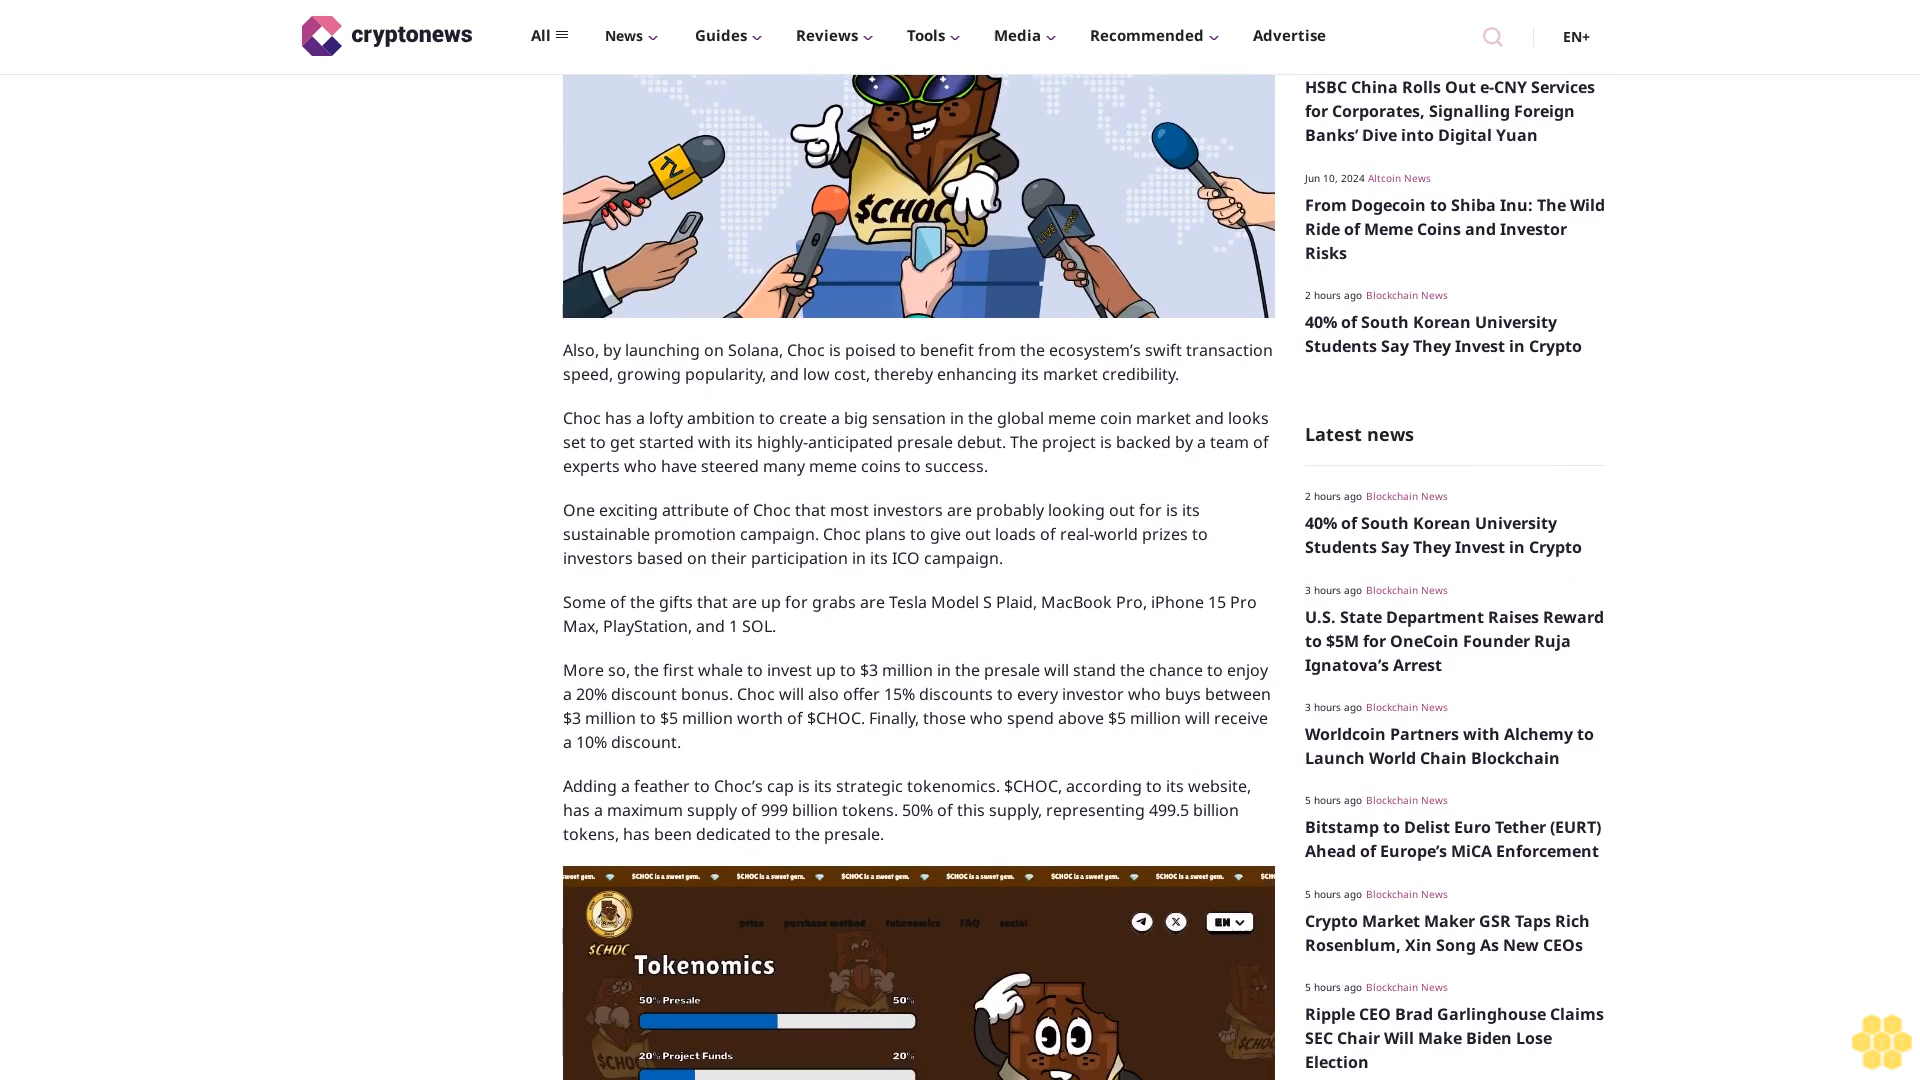 cryptonews
All
News
Guides
Reviews
Tools
Media
Recommended
Advertise
EN+
$CHOC
LIVE
Also, by launching on Solana, Choc is poised to benefit from the ecosystem’s swift transaction
speed, growing popularity, and low cost, thereby enhancing its market credibility.
Choc has a lofty ambition to create a big sensation in the global meme coin market and looks
set to get started with its highly-anticipated presale debut. The project is backed by a team of
experts who have steered many meme coins to success.
One exciting attribute of Choc that most investors are probably looking out for is its
sustainable promotion campaign. Choc plans to give out loads of real-world prizes to
investors based on their participation in its ICO campaign.
Some of the gifts that are up for grabs are Tesla Model S Plaid, MacBook Pro, iPhone 15 Pro
Max, PlayStation, and 1 SOL.
More so, the first whale to invest up to $3 million in the presale will stand the chance to enjoy
a 20% discount bonus. Choc will also offer 15% discounts to every investor who buys between
$3 million to $5 million worth of $CHOC. Finally, those who spend above $5 million will receive
a 10% discount.
Adding a feather to Choc’s cap is its strategic tokenomics. $CHOC, according to its website,
has a maximum supply of 999 billion tokens. 50% of this supply, representing 499.5 billion
tokens, has been dedicated to the presale.
sweet gem. $CHOC is a sweet gem. $CHOC is a sweet gem. $CHOC is a sweet gem. $CHOC is a sweet gem. $CHOC is a sweet gem. $CHOC is a sweet gem. $CH
prize purchase method tokenomics FAQ social
EN
$CHOC
Tokenomics
50% Presale 50%
20% Project Funds 20%
HSBC China Rolls Out e-CNY Services
for Corporates, Signalling Foreign
Banks’ Dive into Digital Yuan
Jun 10, 2024 Altcoin News
From Dogecoin to Shiba Inu: The Wild
Ride of Meme Coins and Investor
Risks
2 hours ago Blockchain News
40% of South Korean University
Students Say They Invest in Crypto
Latest news
2 hours ago Blockchain News
40% of South Korean University
Students Say They Invest in Crypto
3 hours ago Blockchain News
U.S. State Department Raises Reward
to $5M for OneCoin Founder Ruja
Ignatova’s Arrest
3 hours ago Blockchain News
Worldcoin Partners with Alchemy to
Launch World Chain Blockchain
5 hours ago Blockchain News
Bitstamp to Delist Euro Tether (EURT)
Ahead of Europe’s MiCA Enforcement
5 hours ago Blockchain News
Crypto Market Maker GSR Taps Rich
Rosenblum, Xin Song As New CEOs
5 hours ago Blockchain News
Ripple CEO Brad Garlinghouse Claims
SEC Chair Will Make Biden Lose
Election